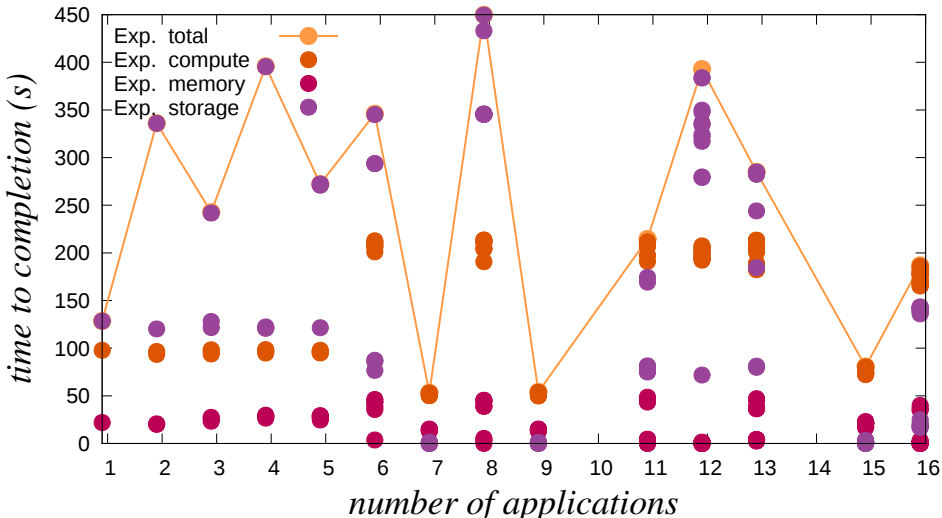 450
400
350
300
250
200
150
100
50
0
time to completion (s)
Exp. total
Exp. compute
Exp. memory
Exp. storage
1 2 3 4 5 6 7 8 9 10 11 12 13 14 15 16
number of applications